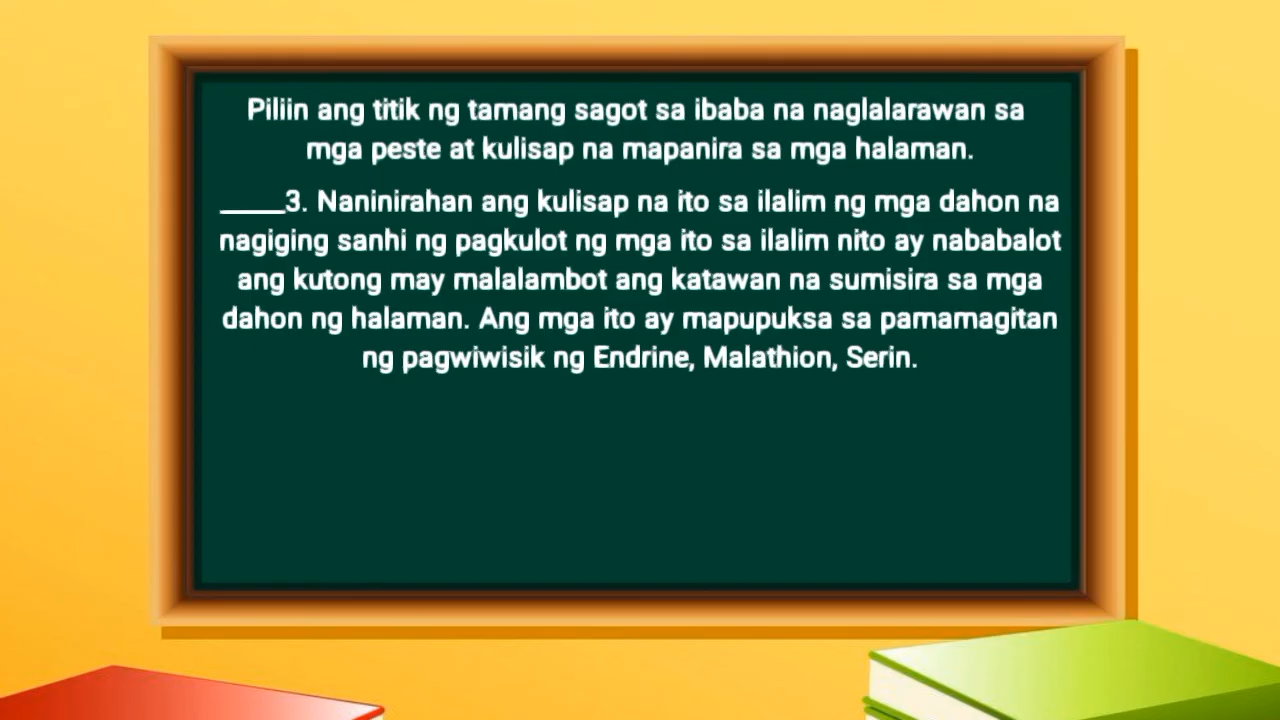 Piliin ang titik ng tamang sagot sa ibaba na naglalarawan sa
mga peste at kulisap na mapanira sa mga halaman.
_____3. Naninirahan ang kulisap na ito sa ilalim ng mga dahon na
nagiging sanhi ng pagkulot ng mga ito sa ilalim nito ay nababalot
ang kutong may malalambot ang katawan na sumisira sa mga
dahon ng halaman. Ang mga ito ay mapupuksa sa pamamagitan
ng pagwiwisik ng Endrine, Malathion, Serin.